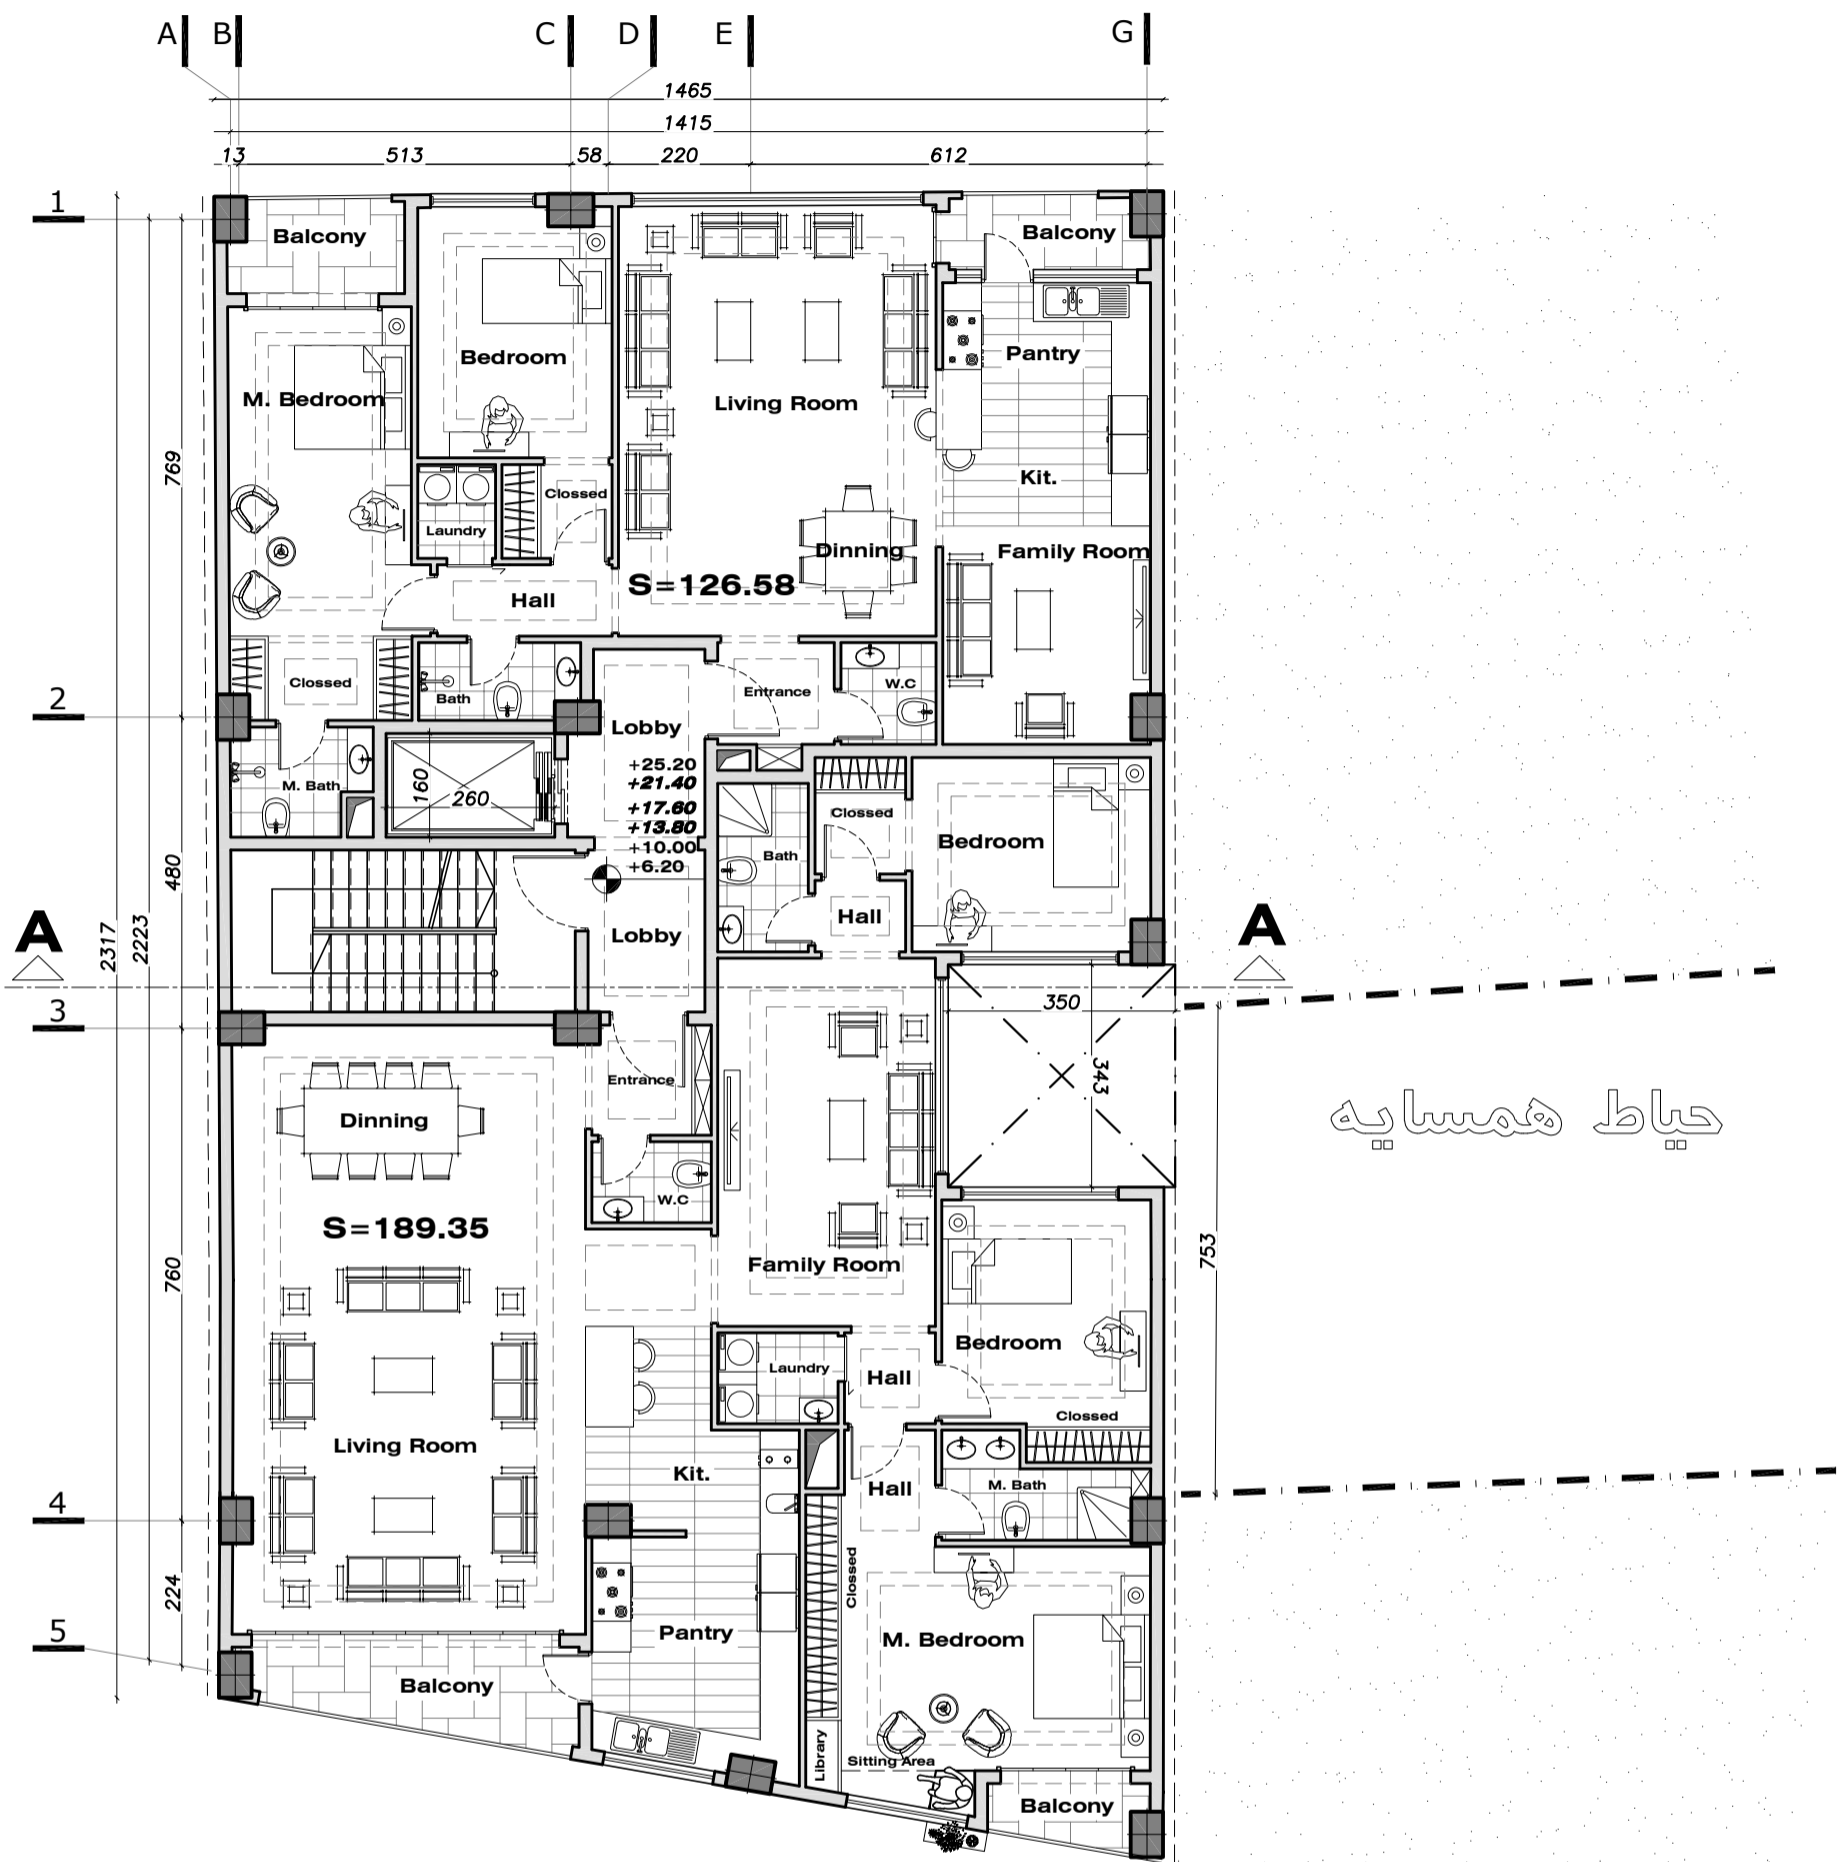 A B C D E G
1465
1415
13 513 58 220 612
1
Balcony
Balcony
Bedroom
Pantry
M. Bedroom
Living Room
769
Kit.
Clossed
Laundry
Dinning
Family Room
S=126.58
Hall
Clossed
Bath
Entrance
W.C
2
Lobby
+25.20
+21.40
+17.60
+13.80
+10.00
+6.20
M. Bath
160
260
Clossed
Bedroom
Bath
480
Hall
Lobby
A
A
2317
2223
3
350
343
Entrance
Dinning
حیاط همسایه
W.C
S=189.35
753
760
Family Room
Bedroom
Laundry
Hall
Clossed
Living Room
Kit.
Hall
M. Bath
4
Clossed
224
5
Pantry
M. Bedroom
Balcony
Library
Sitting Area
Balcony